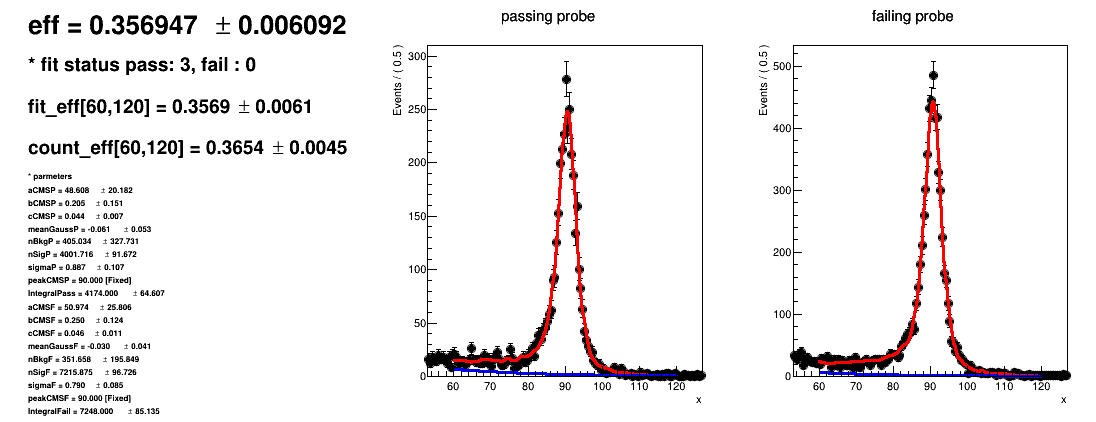 eff = 0.356947 ± 0.006092
* fit status pass: 3, fail : 0
fit_eff[60,120] = 0.3569 ± 0.0061
count_eff[60,120] = 0.3654 ± 0.0045
* parmeters
aCMSP = 48.608 ± 20.182
bCMSP = 0.205 ± 0.151
cCMSP = 0.044 ± 0.007
meanGaussP = -0.061 ± 0.053
nBkgP = 405.034 ± 327.731
nSigP = 4001.716 ± 91.672
sigmaP = 0.887 ± 0.107
peakCMSP = 90.000 [Fixed]
IntegralPass = 4174.000 ± 64.607
aCMSF = 50.974 ± 25.806
bCMSF = 0.250 ± 0.124
cCMSF = 0.046 ± 0.011
meanGaussF = -0.030 ± 0.041
nBkgF = 351.658 ± 195.849
nSigF = 7215.875 ± 96.726
sigmaF = 0.790 ± 0.085
peakCMSF = 90.000 [Fixed]
IntegralFail = 7248.000 ± 85.135
passing probe
Events / ( 0.5 )
300
250
200
150
100
50
0
60 70 80 90 100 110 120
x
failing probe
Events / ( 0.5 )
500
400
300
200
100
0
60 70 80 90 100 110 120
x